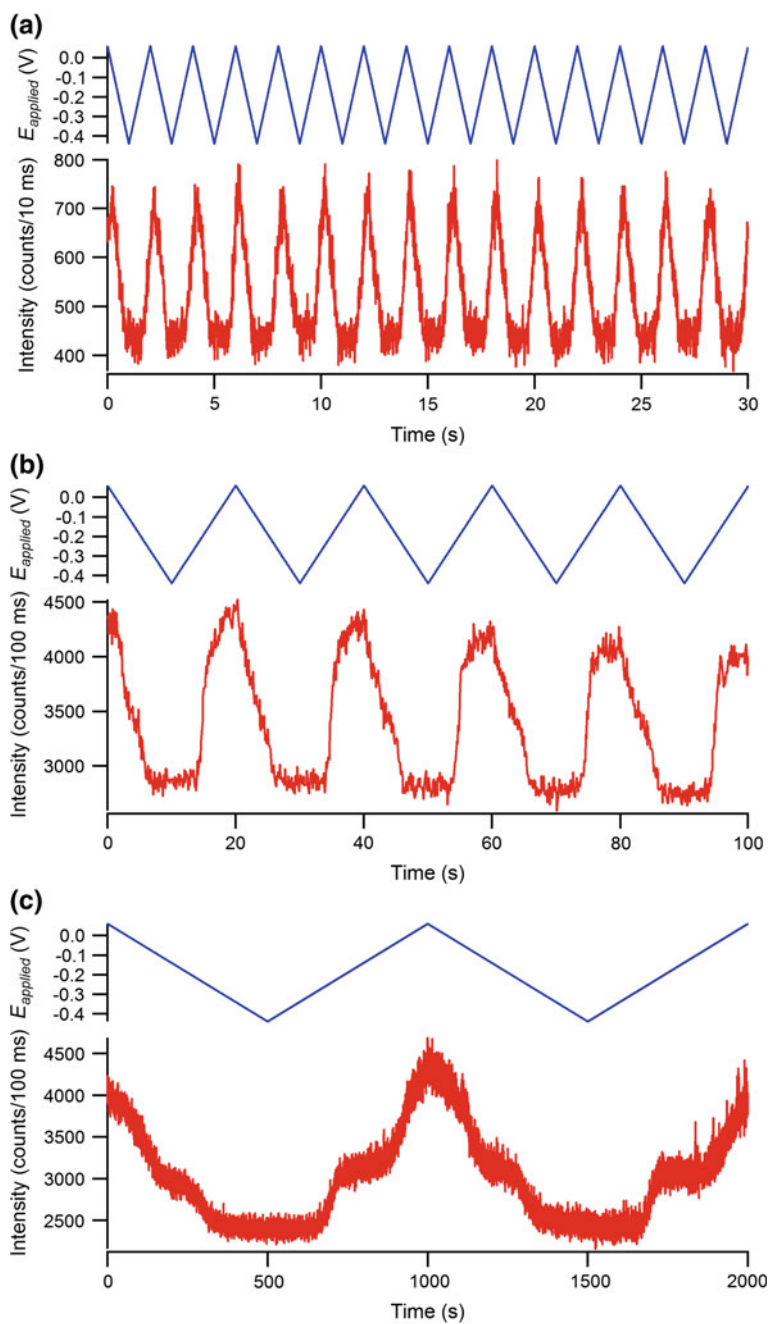 (a)
E applied (V)
0.0
-0.1
-0.2
-0.3
-0.4
Intensity (counts/10 ms)
800
700
600
500
400
0 5 10 15 20 25 30
Time (s)
(b)
E applied (V)
0.0
-0.1
-0.2
-0.3
-0.4
Intensity (counts/100 ms)
4500
4000
3500
3000
0 20 40 60 80 100
Time (s)
(c)
E applied (V)
0.0
-0.1
-0.2
-0.3
-0.4
Intensity (counts/100 ms)
4500
4000
3500
3000
2500
0 500 1000 1500 2000
Time (s)